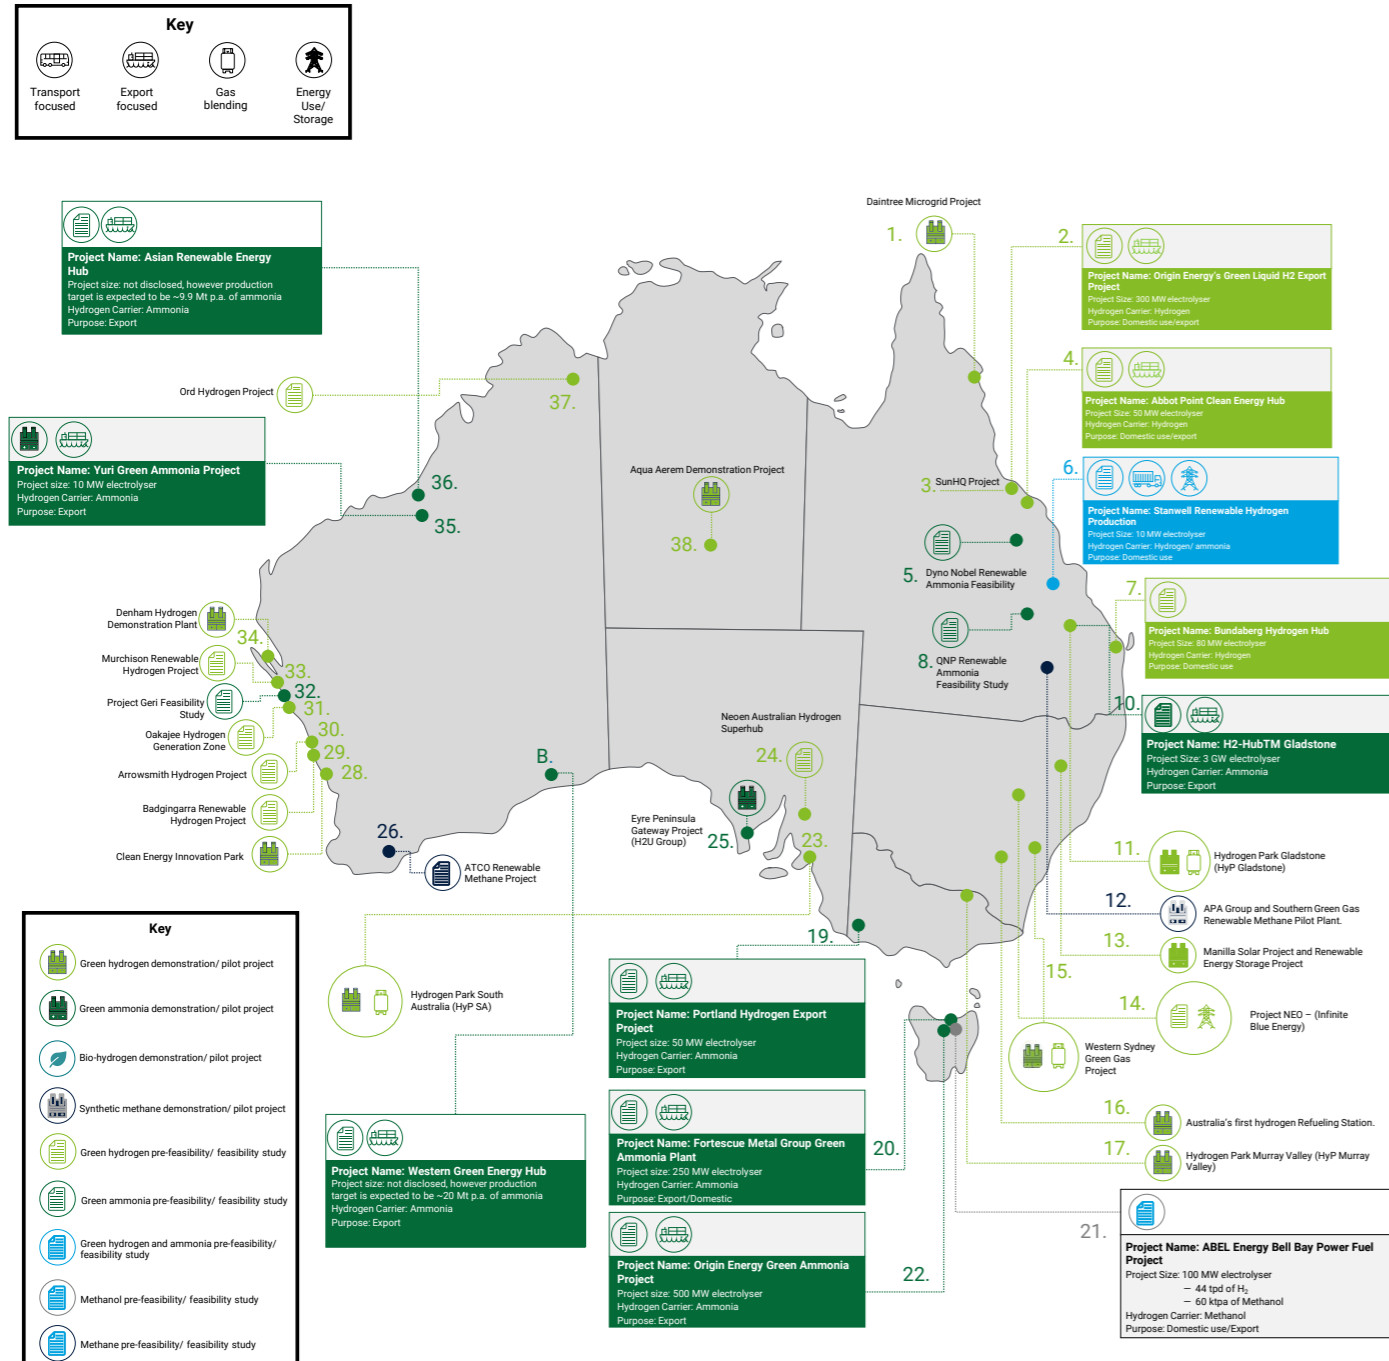 Key
Transport
focused
Export
focused
Gas
blending
Energy
Use/
Storage
Daintree Microgrid Project
1.
2.
Project Name: Origin Energy's Green Liquid H2 Export
Project
Project Size: 300 MW electrolyser
Hydrogen Carrier: Hydrogen
Purpose: Domestic use/export
Project Name: Asian Renewable Energy
Hub
Project size: not disclosed, however production
target is expected to be ~9.9 Mt p.a. of ammonia
Hydrogen Carrier: Ammonia
Purpose: Export
4.
Project Name: Abbot Point Clean Energy Hub
Project Size: 50 MW electrolyser
Hydrogen Carrier: Hydrogen
Purpose: Domestic use/export
Ord Hydrogen Project
37.
Project Name: Yuri Green Ammonia Project
Project size: 10 MW electrolyser
Hydrogen Carrier: Ammonia
Purpose: Export
36.
35.
Aqua Aerem Demonstration Project
38.
3.
SunHQ Project
6.
Project Name: Stanwell Renewable Hydrogen
Production
Project Size: 10 MW electrolyser
Hydrogen Carrier: Hydrogen/ ammonia
Purpose: Domestic use
5.
Dyno Nobel Renewable
Ammonia Feasibility
7.
Project Name: Bundaberg Hydrogen Hub
Project Size: 80 MW electrolyser
Hydrogen Carrier: Hydrogen
Purpose: Domestic use
8.
QNP Renewable
Ammonia
Feasibility Study
Denham Hydrogen
Demonstration Plant
34.
Murchison Renewable
Hydrogen Project
33.
Project Geri Feasibility
Study
32.
31.
Oakajee Hydrogen
Generation Zone
30.
Arrowsmith Hydrogen Project
29.
28.
Badgingarra Renewable
Hydrogen Project
Clean Energy Innovation Park
10.
Project Name: H2-HubTM Gladstone
Project Size: 3 GW electrolyser
Hydrogen Carrier: Ammonia
Purpose: Export
Neoen Australian Hydrogen
Superhub
24.
B.
Eyre Peninsula
Gateway Project
(H2U Group)
25.
23.
26.
ATCO Renewable
Methane Project
11.
Hydrogen Park Gladstone
(HyP Gladstone)
12.
APA Group and Southern Green Gas
Renewable Methane Pilot Plant.
13.
Manilla Solar Project and Renewable
Energy Storage Project
14.
Project NEO – (Infinite
Blue Energy)
15.
Western Sydney
Green Gas
Project
16.
Australia's first hydrogen Refueling Station.
17.
Hydrogen Park Murray Valley (HyP Murray
Valley)
Key
Green hydrogen demonstration/ pilot project
Green ammonia demonstration/ pilot project
Bio-hydrogen demonstration/ pilot project
Synthetic methane demonstration/ pilot project
Green hydrogen pre-feasibility/ feasibility study
Green ammonia pre-feasibility/ feasibility study
Green hydrogen and ammonia pre-feasibility/
feasibility study
Methanol pre-feasibility/ feasibility study
Methane pre-feasibility/ feasibility study
Hydrogen Park South
Australia (HyP SA)
19.
Project Name: Portland Hydrogen Export
Project
Project size: 50 MW electrolyser
Hydrogen Carrier: Ammonia
Purpose: Export
Project Name: Western Green Energy Hub
Project size: not disclosed, however production
target is expected to be ~20 Mt p.a. of ammonia
Hydrogen Carrier: Ammonia
Purpose: Export
20.
Project Name: Fortescue Metal Group Green
Ammonia Plant
Project size: 250 MW electrolyser
Hydrogen Carrier: Ammonia
Purpose: Export/Domestic
22.
Project Name: Origin Energy Green Ammonia
Project
Project size: 500 MW electrolyser
Hydrogen Carrier: Ammonia
Purpose: Export
21.
Project Name: ABEL Energy Bell Bay Power Fuel
Project
Project Size: 100 MW electrolyser
– 44 tpd of H₂
– 60 ktpa of Methanol
Hydrogen Carrier: Methanol
Purpose: Domestic use/Export